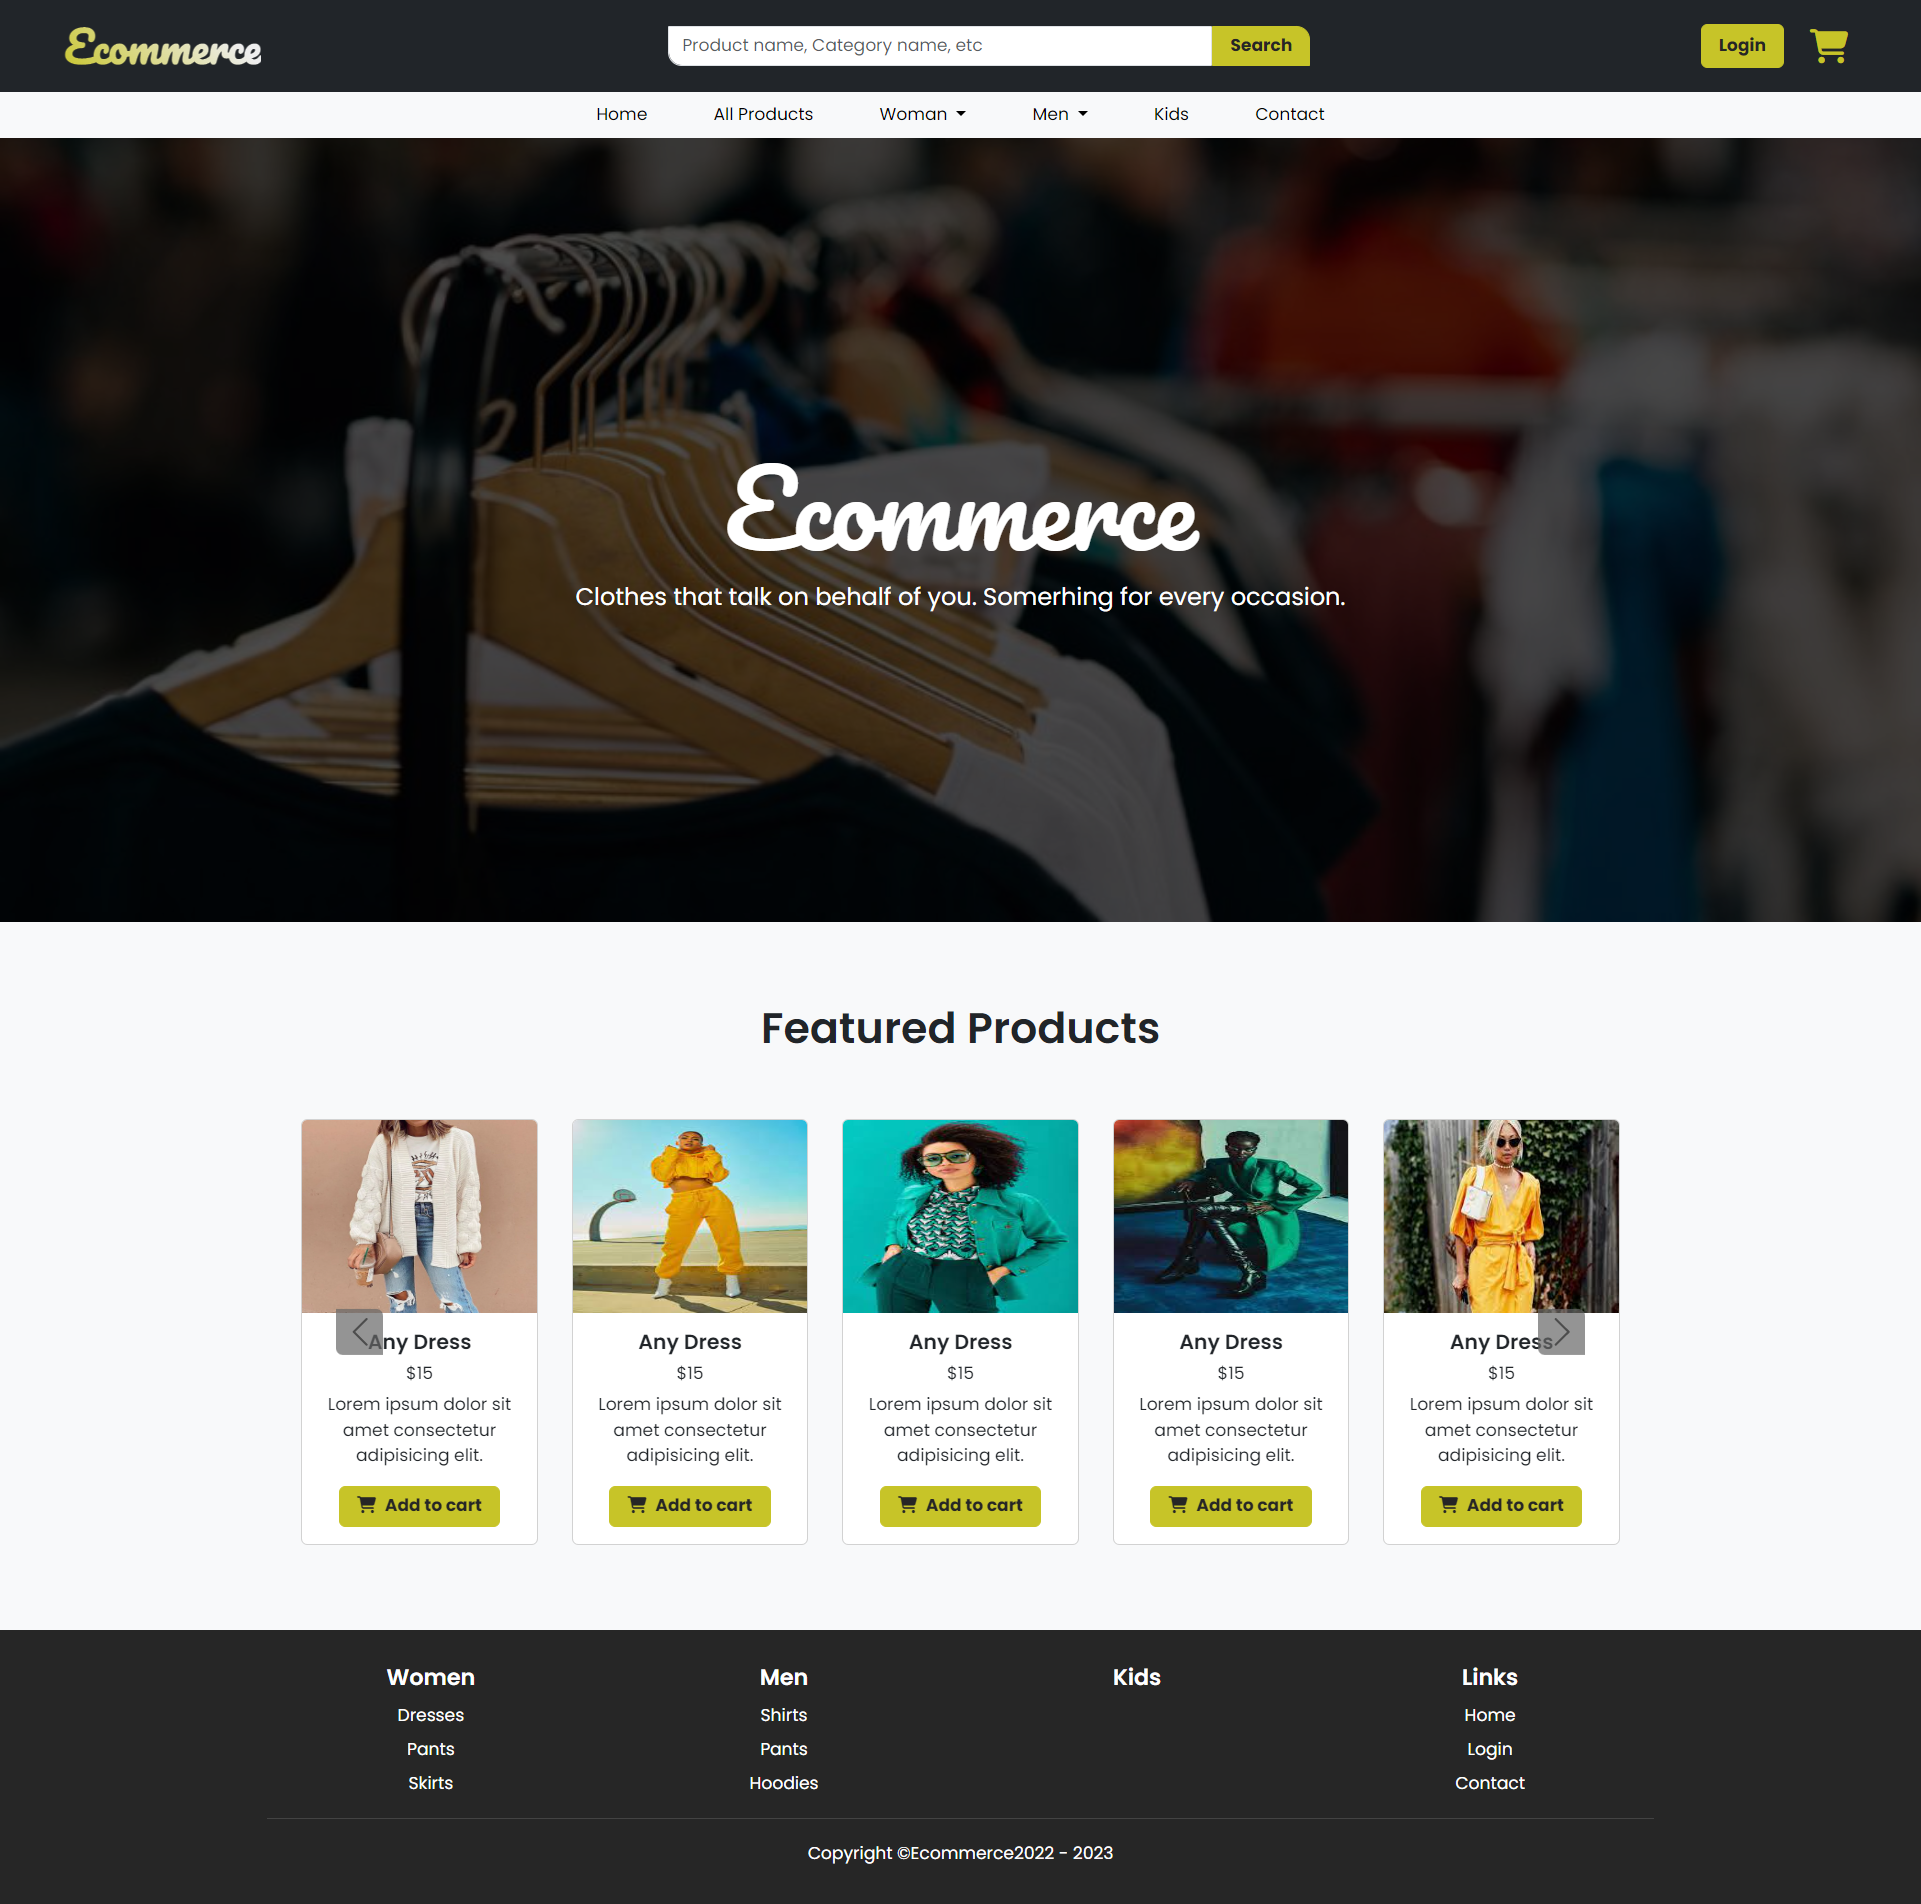 Ecommerce
Product name, Category name, etc
Search
Login
Home
All Products
Woman
Men
Kids
Contact
Ecommerce
Clothes that talk on behalf of you. Somerhing for every occasion.
Featured Products
Any Dress
$15
Lorem ipsum dolor sit
amet consectetur
adipisicing elit.
Add to cart
Any Dress
$15
Lorem ipsum dolor sit
amet consectetur
adipisicing elit.
Add to cart
Any Dress
$15
Lorem ipsum dolor sit
amet consectetur
adipisicing elit.
Add to cart
Any Dress
$15
Lorem ipsum dolor sit
amet consectetur
adipisicing elit.
Add to cart
Any Dress
$15
Lorem ipsum dolor sit
amet consectetur
adipisicing elit.
Add to cart
Women
Dresses
Pants
Skirts
Men
Shirts
Pants
Hoodies
Kids
Links
Home
Login
Contact
Copyright ©Ecommerce2022 - 2023